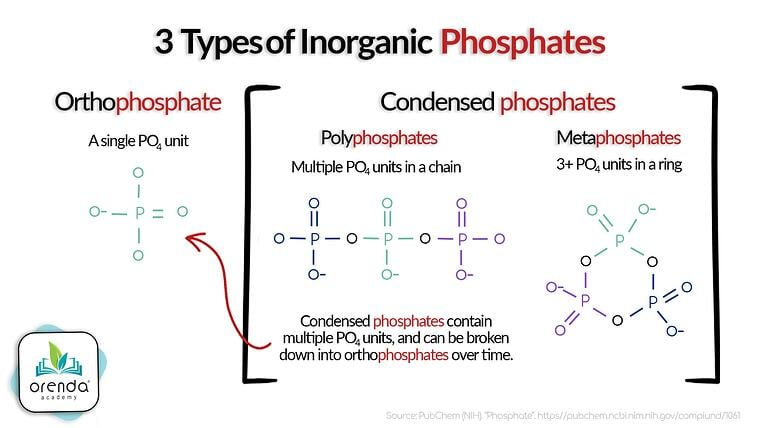 3 Types of Inorganic Phosphates
Orthophosphate
A single PO4 unit
O
O- P O
O
Condensed phosphates
Polyphosphates
Multiple PO4 units in a chain
O O O
O P O P O P O
O- O- O-
Condensed phosphates contain
multiple PO4 units, and can be broken
down into orthophosphates over time.
Metaphosphates
3+ PO4 units in a ring
O O-
P
O O
O- P P O
O O O-
orenda
academy
Source: PubChem (NIH). "Phosphate". https//pubchem.ncbi.nlm.nih.gov/compiund/1061